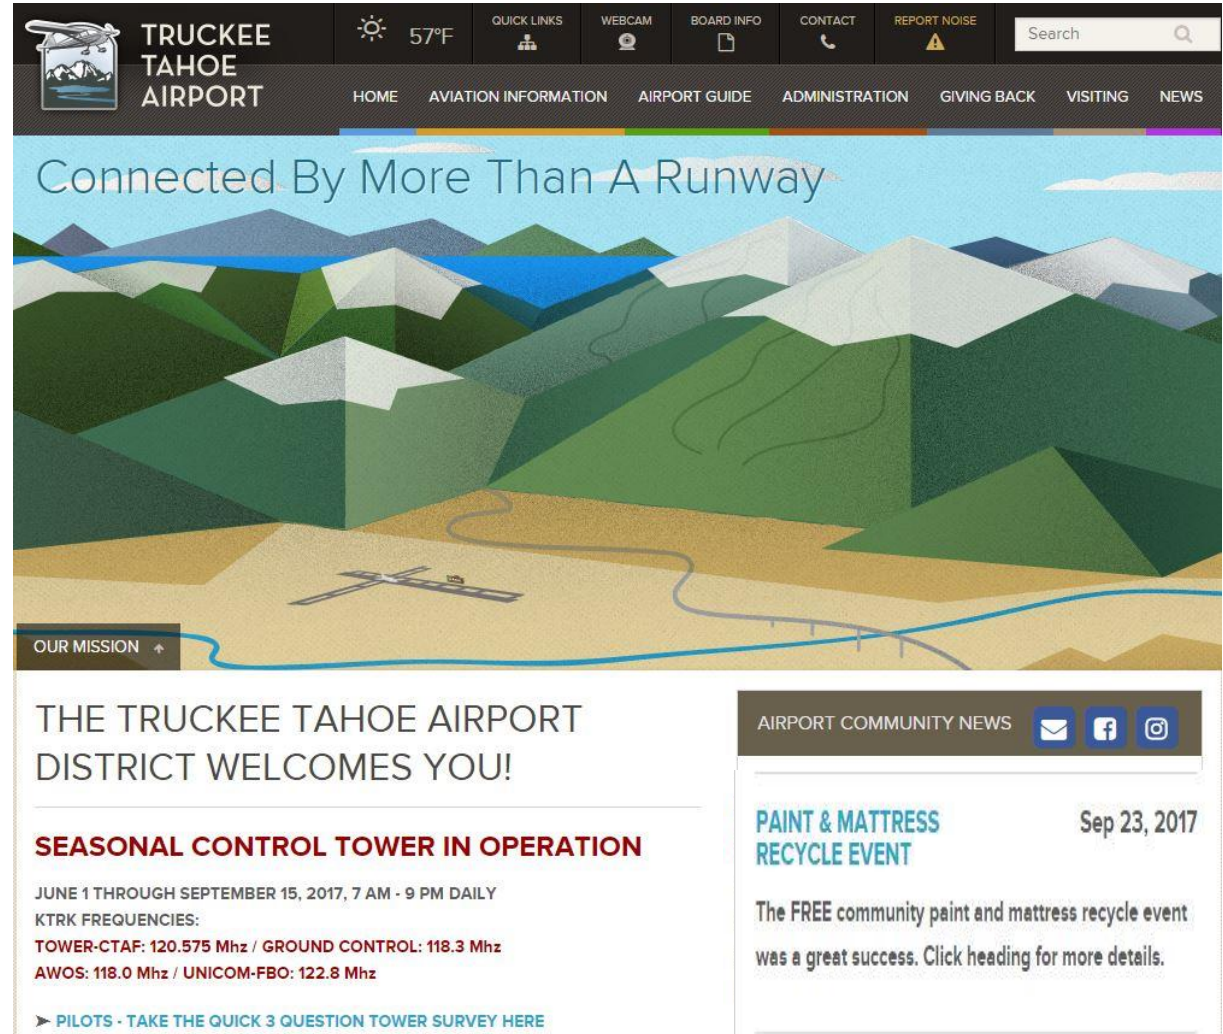 TRUCKEE
TAHOE
AIRPORT
57°F
QUICK LINKS
WEBCAM
BOARD INFO
CONTACT
REPORT NOISE
Search
HOME
AVIATION INFORMATION
AIRPORT GUIDE
ADMINISTRATION
GIVING BACK
VISITING
NEWS
Connected By More Than A Runway
OUR MISSION
THE TRUCKEE TAHOE AIRPORT
DISTRICT WELCOMES YOU!
SEASONAL CONTROL TOWER IN OPERATION
JUNE 1 THROUGH SEPTEMBER 15, 2017, 7 AM - 9 PM DAILY
KTRK FREQUENCIES:
TOWER-CTAF: 120.575 Mhz / GROUND CONTROL: 118.3 Mhz
AWOS: 118.0 Mhz / UNICOM-FBO: 122.8 Mhz
➤ PILOTS - TAKE THE QUICK 3 QUESTION TOWER SURVEY HERE
AIRPORT COMMUNITY NEWS
PAINT & MATTRESS
RECYCLE EVENT
Sep 23, 2017
The FREE community paint and mattress recycle event
was a great success. Click heading for more details.